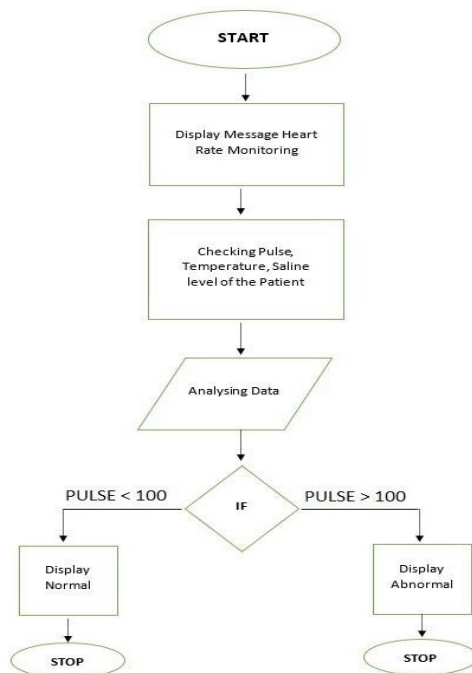 START
Display Message Heart
Rate Monitoring
Checking Pulse,
Temperature, Saline
level of the Patient
Analysing Data
IF
PULSE < 100
PULSE > 100
Display
Normal
Display
Abnormal
STOP
STOP